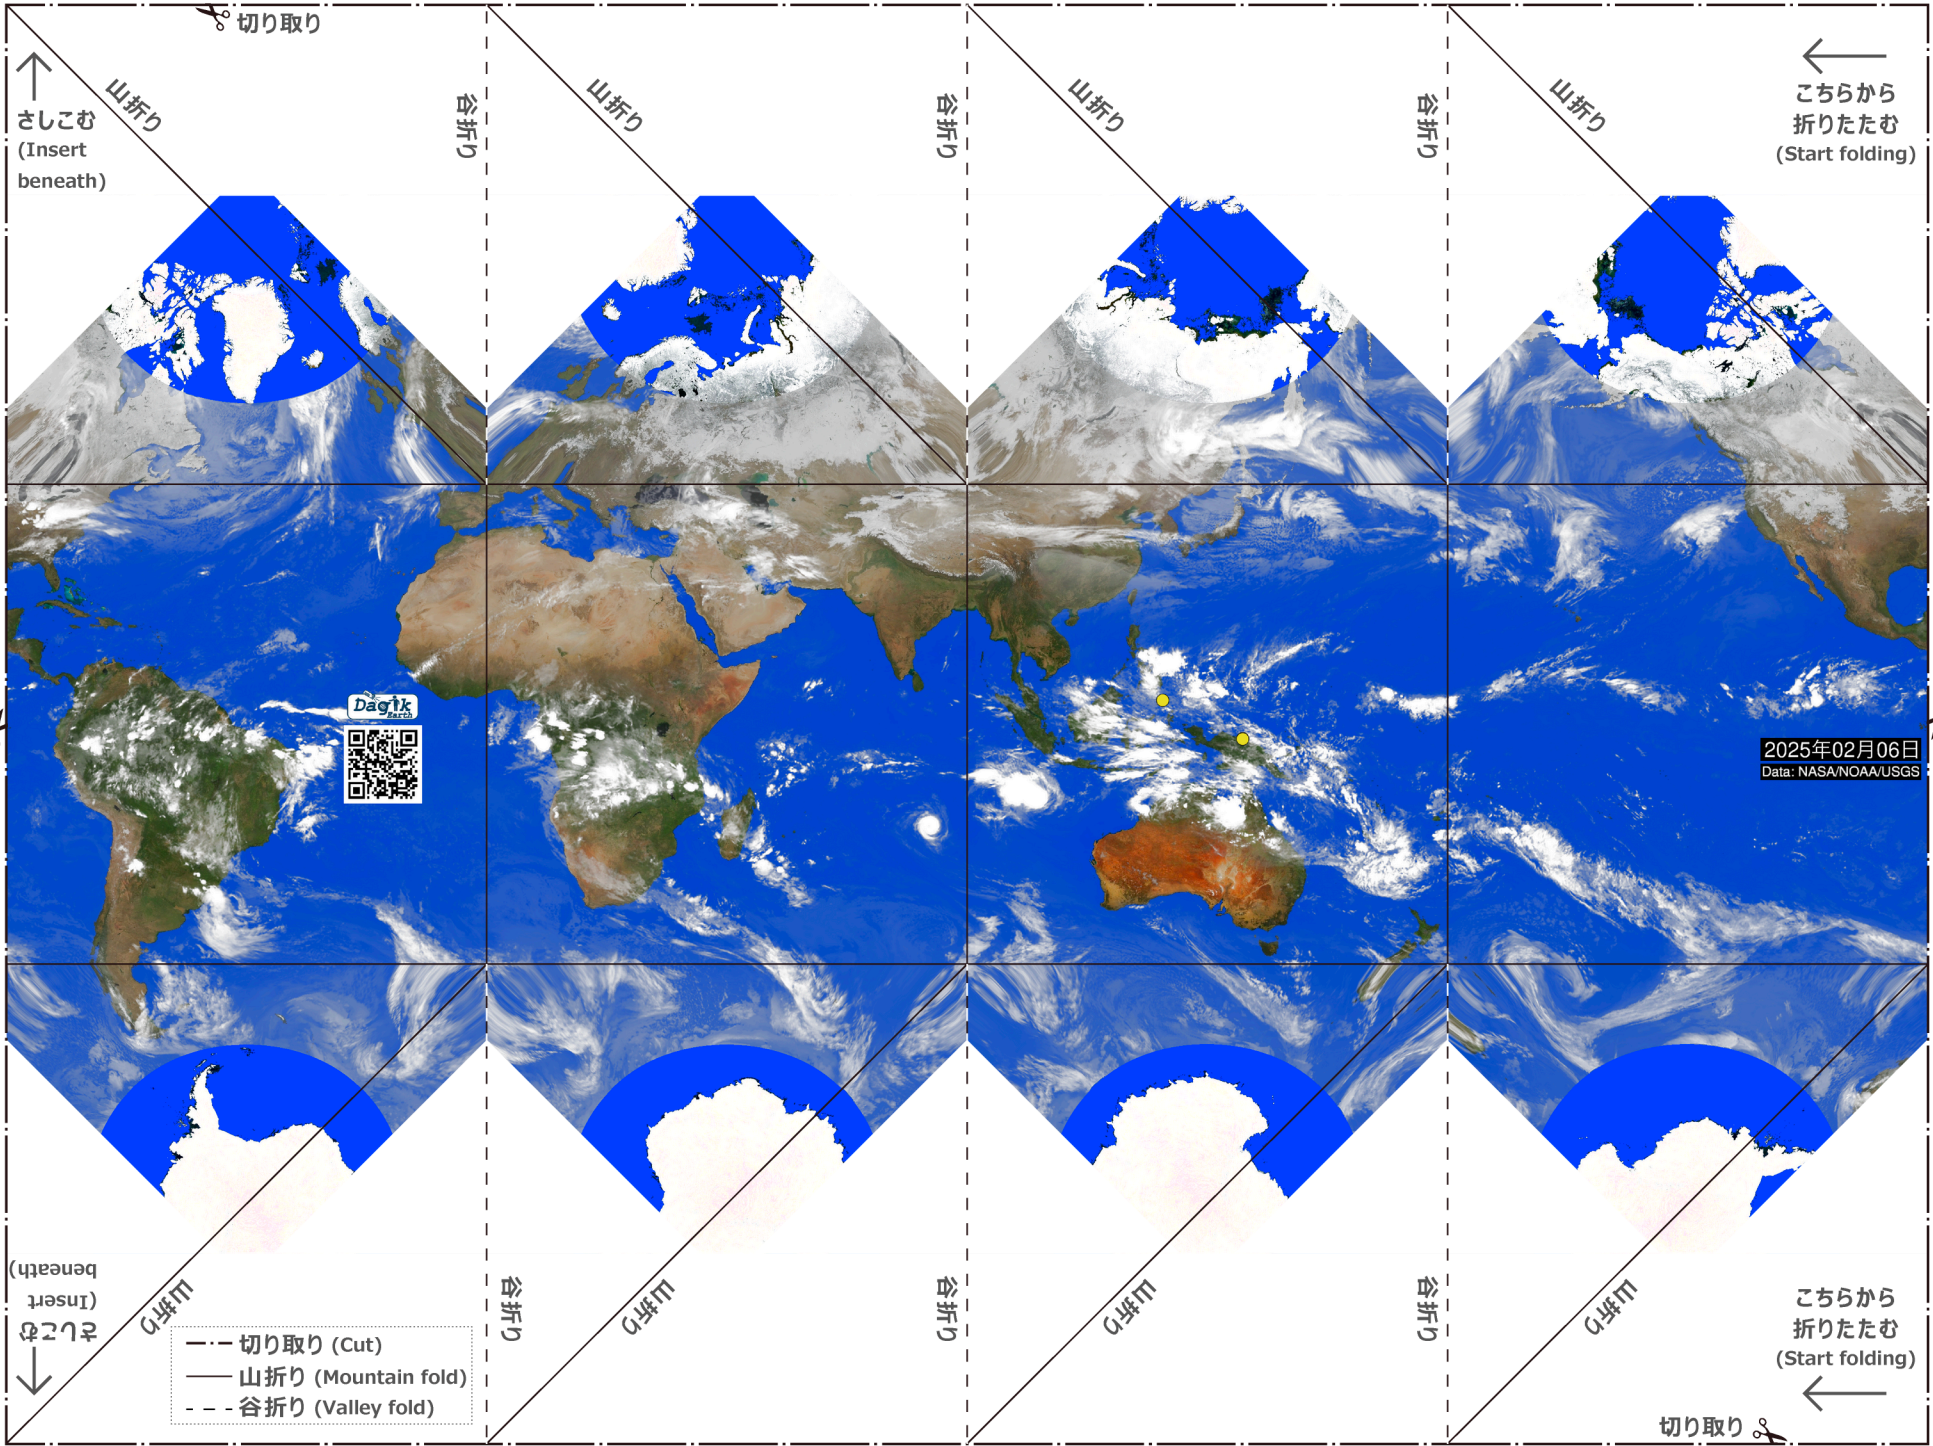 切り取り
さしこむ
(Insert
beneath)
山折り
谷折り
山折り
谷折り
山折り
谷折り
山折り
こちらから
折りたたむ
(Start folding)
Dagik
Earth
2025年02月06日
Data: NASA/NOAA/USGS
さしこむ
(Insert
beneath)
山折り
谷折り
山折り
谷折り
山折り
谷折り
山折り
こちらから
折りたたむ
(Start folding)
切り取り (Cut)
山折り (Mountain fold)
谷折り (Valley fold)
切り取り